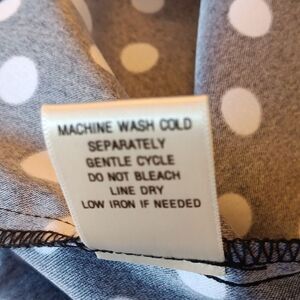 MACHINE WASH COLD
SEPARATELY
GENTLE CYCLE
DO NOT BLEACH
LINE DRY
LOW IRON IF NEEDED